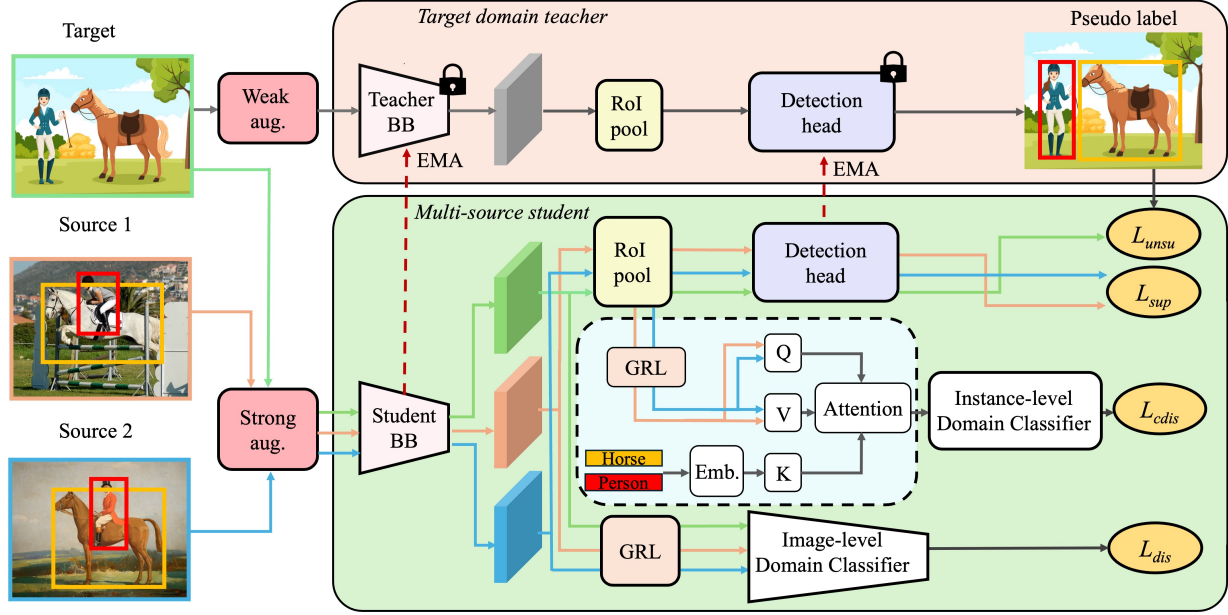 Target domain teacher
Target
Pseudo label
Weak
aug.
Teacher
BB
RoI
pool
Detection
head
EMA
EMA
Source 1
Multi-source student
RoI
pool
Detection
head
L_unsu
L_sup
GRL
Q
V
Attention
Instance-level
Domain Classifier
L_cdis
Source 2
Strong
aug.
Student
BB
Horse
Person
Emb.
K
GRL
Image-level
Domain Classifier
L_dis